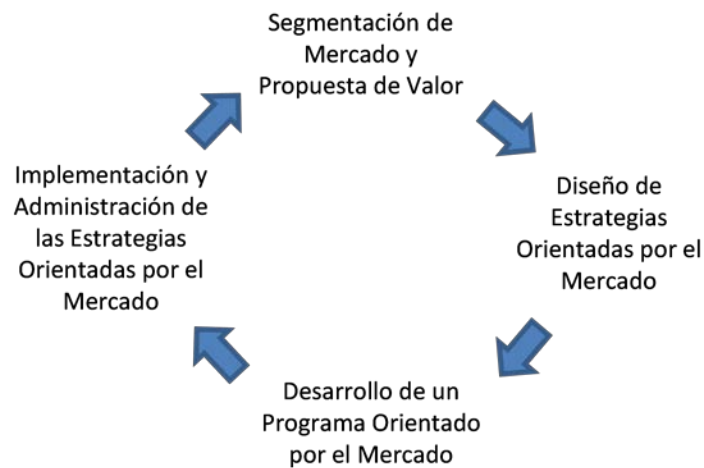 Segmentación de
Mercado y
Propuesta de Valor
Diseño de
Estrategias
Orientadas por el
Mercado
Desarrollo de un
Programa Orientado
por el Mercado
Implementación y
Administración de
las Estrategias
Orientadas por el
Mercado